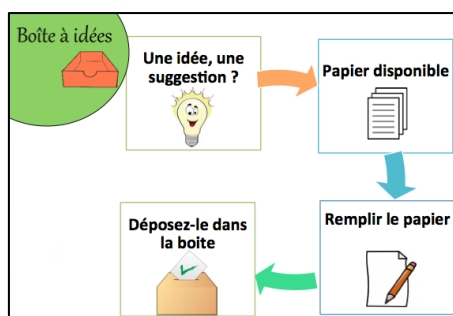 Boîte à idées
Une idée, une
suggestion ?
Papier disponible
Remplir le papier
Déposez-le dans
la boite